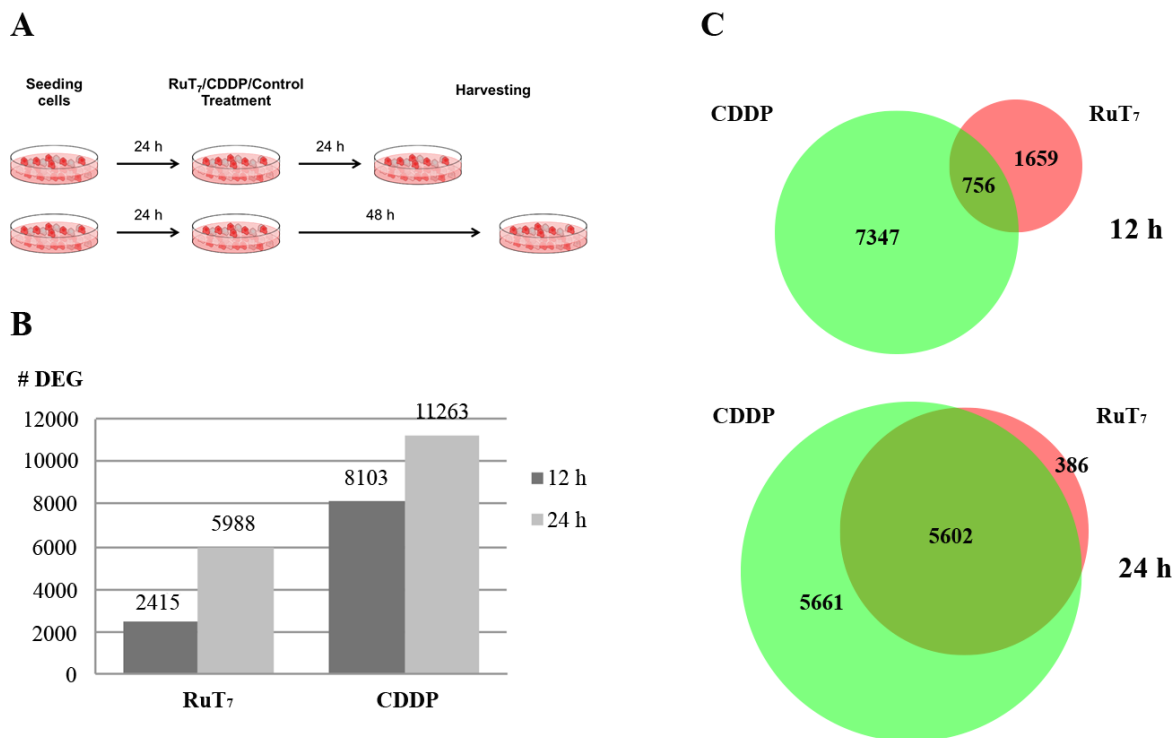 A
Seeding
cells
RuT₇/CDDP/Control
Treatment
Harvesting
24 h
24 h
24 h
48 h
B
# DEG
12000
10000
8000
6000
4000
2000
0
2415
5988
8103
11263
12 h
24 h
RuT₇
CDDP
C
CDDP
RuT₇
1659
756
7347
12 h
CDDP
RuT₇
386
5602
5661
24 h